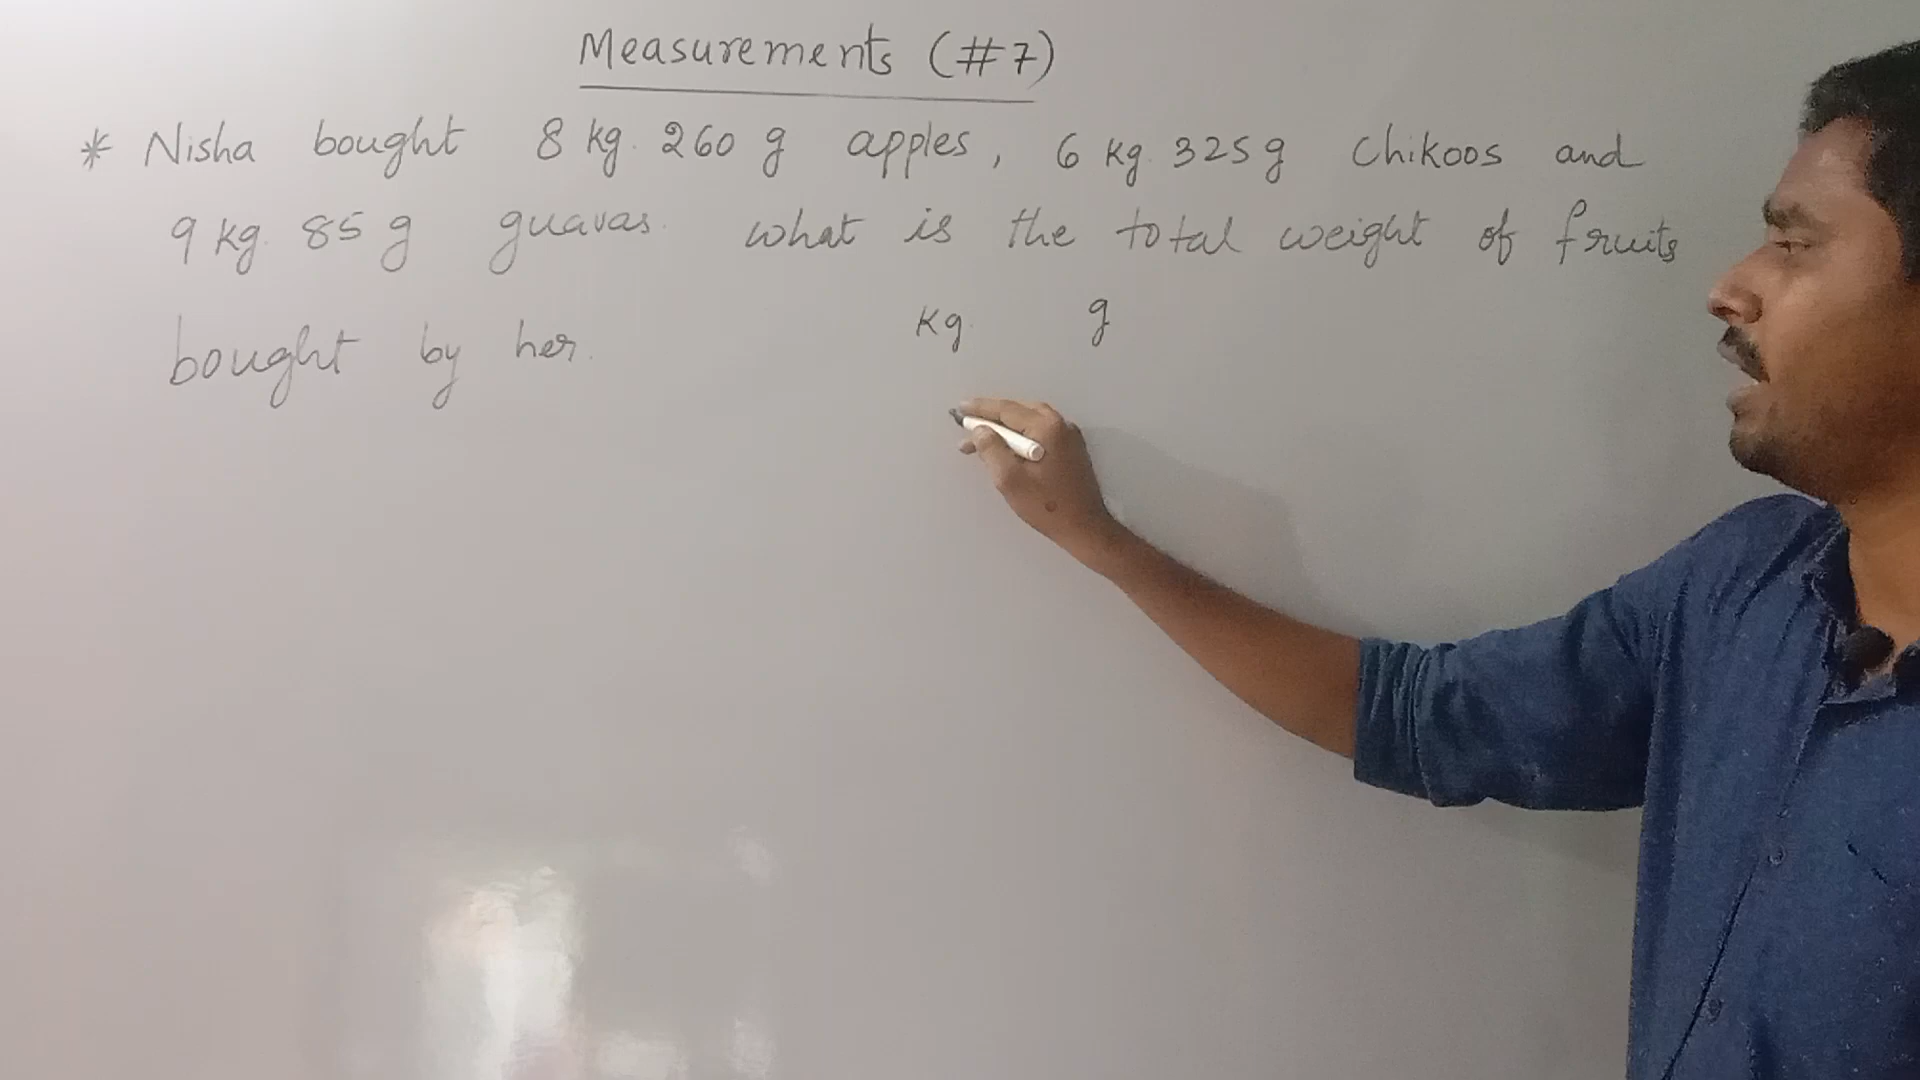 Measurements (#7)
* Nisha bought 8 kg. 260 g apples, 6 kg. 325 g chikoos and
9 kg. 85 g guavas. what is the total weight of fruits
bought by her.
kg. g